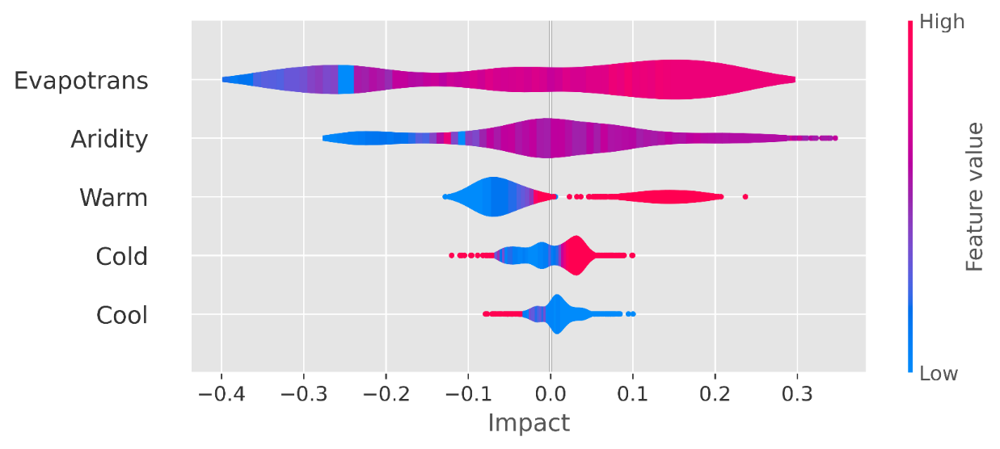 High
Evapotrans
Aridity
Warm
Cold
Cool
Feature value
Low
−0.4 −0.3 −0.2 −0.1 0.0 0.1 0.2 0.3
Impact